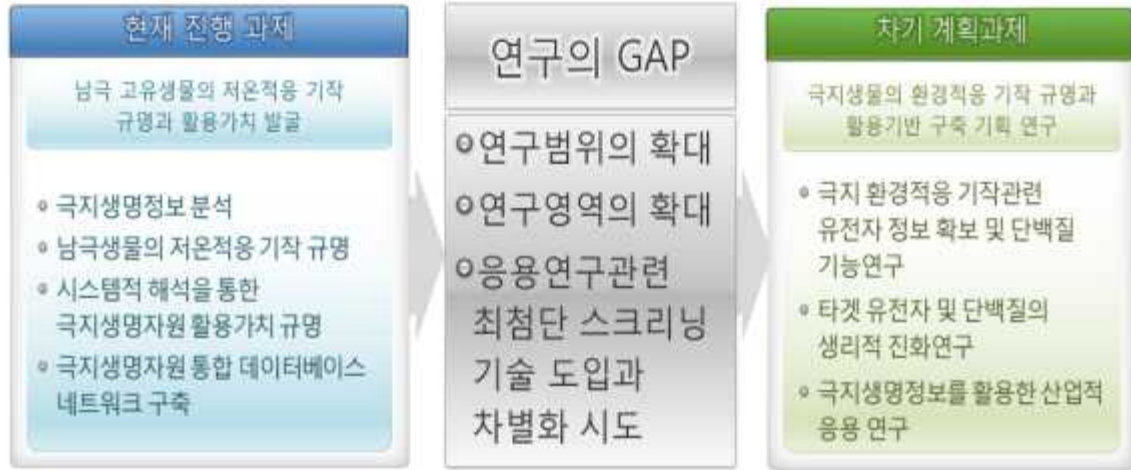 현재 진행 과제
남극 고유생물의 저온적응 기작
규명과 활용가치 발굴
• 극지생명정보 분석
• 남극생물의 저온적응 기작 규명
• 시스템적 해석을 통한
극지생명자원 활용가치 규명
• 극지생명자원 통합 데이터베이스
네트워크 구축
연구의 GAP
연구범위의 확대
연구영역의 확대
응용연구관련
최첨단 스크리닝
기술 도입과
차별화 시도
차기 계획과제
극지생물의 환경적응 기작 규명과
활용기반 구축 기획 연구
• 극지 환경적응 기작관련
유전자 정보 확보 및 단백질
기능연구
• 타겟 유전자 및 단백질의
생리적 진화연구
• 극지생명정보를 활용한 산업적
응용 연구